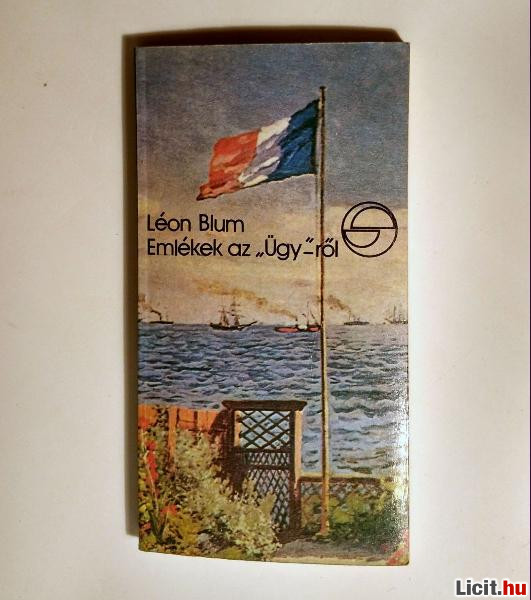 Léon Blum
Emlékek az „Ügy"-ről
Licit.hu